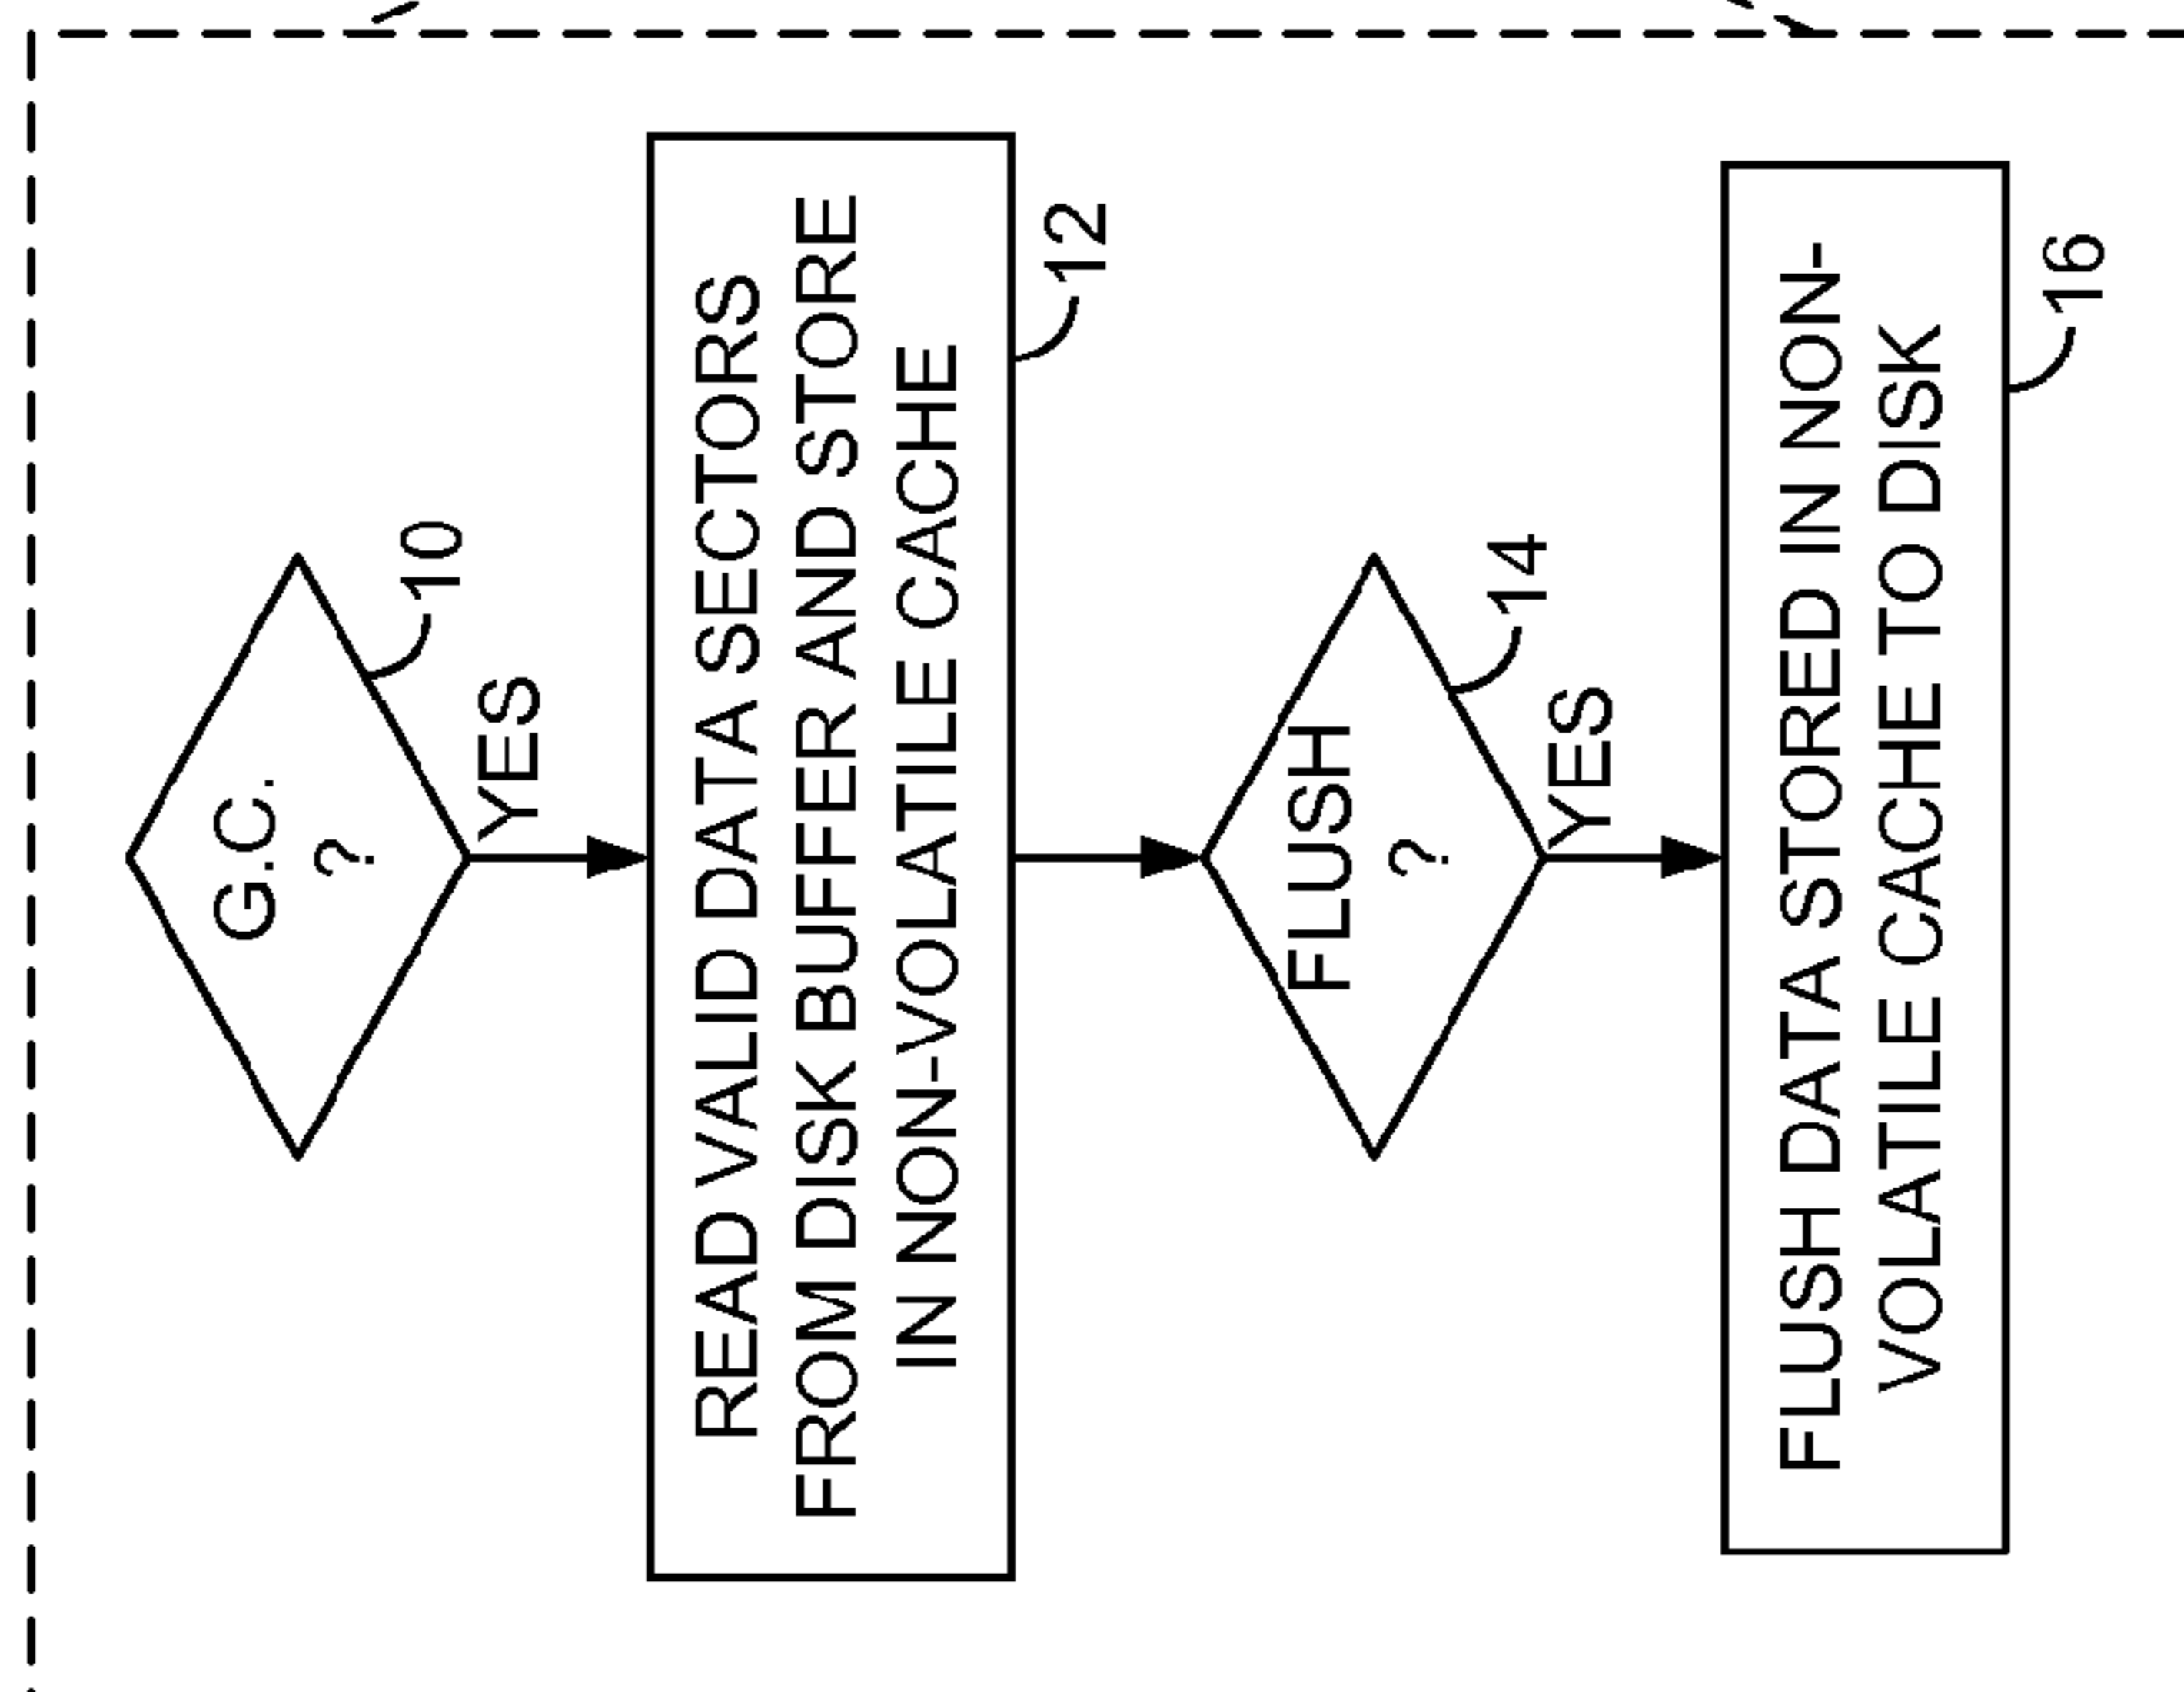 G.C.
?
10
YES
READ VALID DATA SECTORS
FROM DISK BUFFER AND STORE
IN NON-VOLATILE CACHE
12
FLUSH
?
14
YES
FLUSH DATA STORED IN NON-
VOLATILE CACHE TO DISK
16